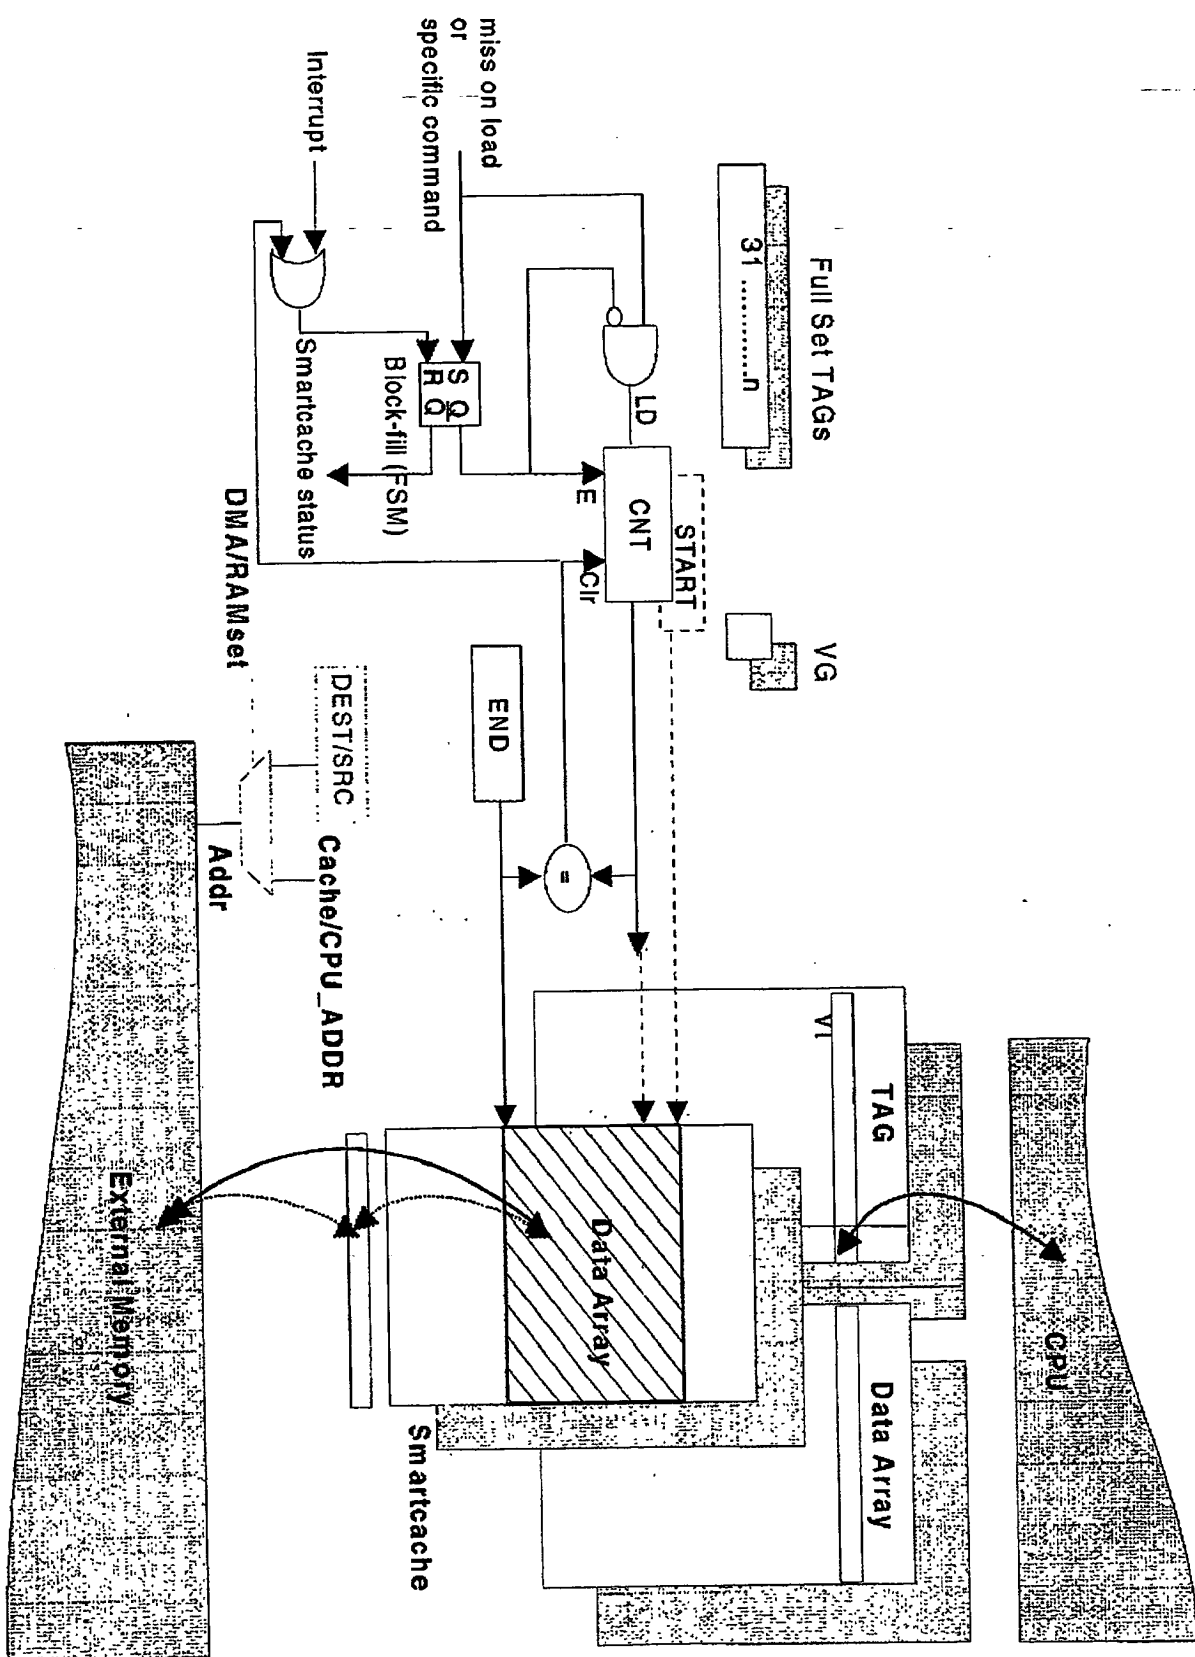 CPU
TAG
Data Array
VI
Full Set TAGs
31 ............n
VG
START
LD
CNT
E
Clr
miss on load
or
specific command
S Q
R Q
Block-fill (FSM)
END
=
Data Array
Smartcache
Interrupt
Smartcache status
DMA/RAMset
DEST/SRC
Cache/CPU_ADDR
Addr
External Memory